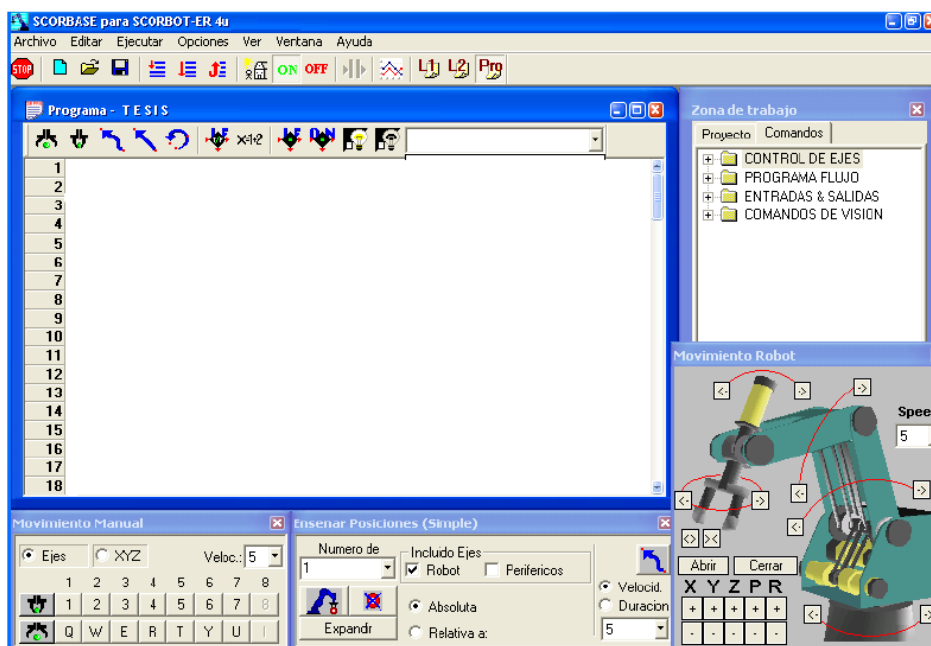 SCORBASE para SCORBOT-ER 4u
Archivo Editar Ejecutar Opciones Ver Vertana Ayuda
STOP ON OFF L1 L2 Prg
Programa - T E S I S
Zona de trabajo
Proyecto Comandos
CONTROL DE EJES
PROGRAMA FLUJO
ENTRADAS & SALIDAS
COMANDOS DE VISION
1
2
3
4
5
6
7
8
9
10
11
12
13
14
15
16
17
18
Movimiento Robot
Spee
5
Abrir Cerrar
X Y Z P R
+ + + + +
- - - - -
Movimiento Manual
Ejes XYZ Veloc.: 5
1 2 3 4 5 6 7 8
1 2 3 4 5 6 7 8
Q W E R T Y U I
Ensenar Posiciones (Simple)
Numero de
1
Expandr
Incluido Ejes
Robot Perifericos
Absoluta
Relativa a:
Velocid.
Duracion
5